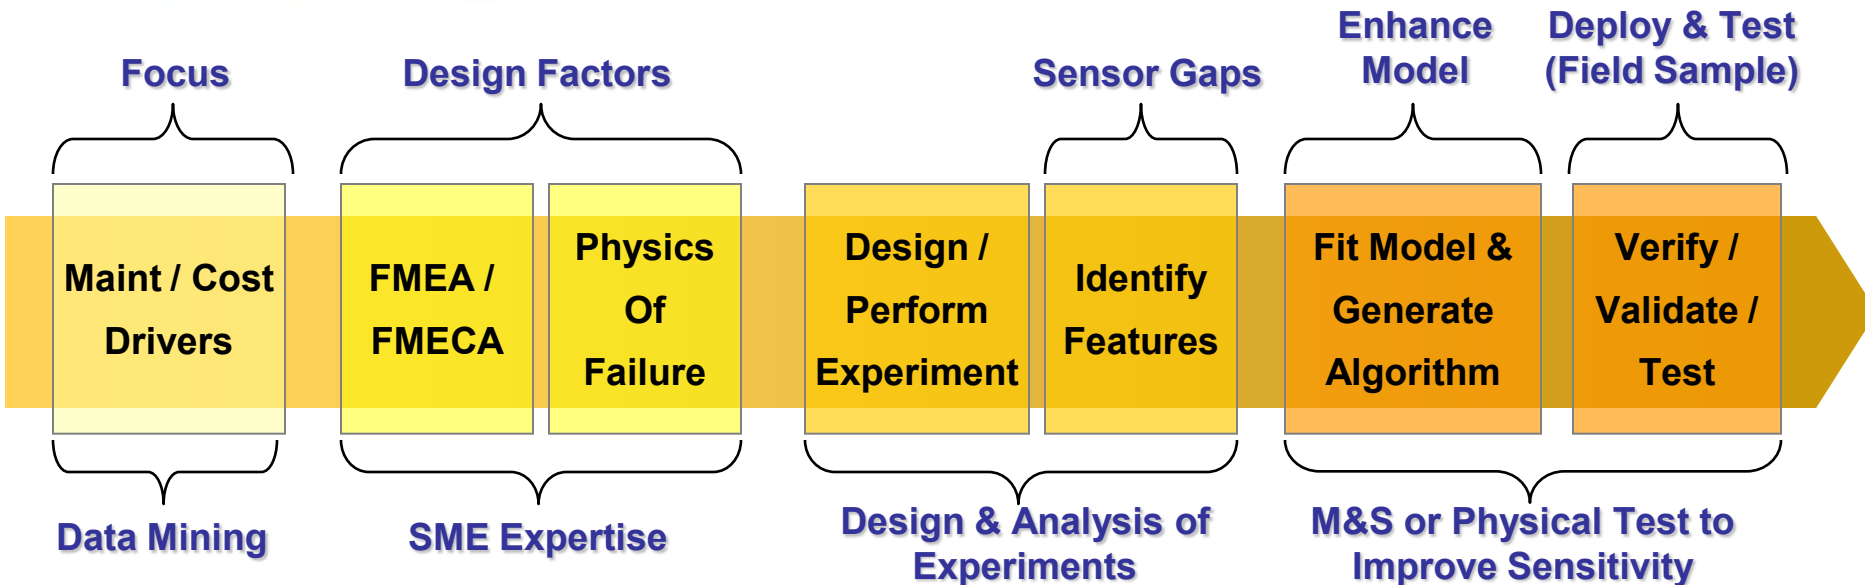 Focus
Design Factors
Sensor Gaps
Enhance
Model
Deploy & Test
(Field Sample)
Maint / Cost
Drivers
FMEA /
FMECA
Physics
Of
Failure
Design /
Perform
Experiment
Identify
Features
Fit Model &
Generate
Algorithm
Verify /
Validate /
Test
Data Mining
SME Expertise
Design & Analysis of
Experiments
M&S or Physical Test to
Improve Sensitivity